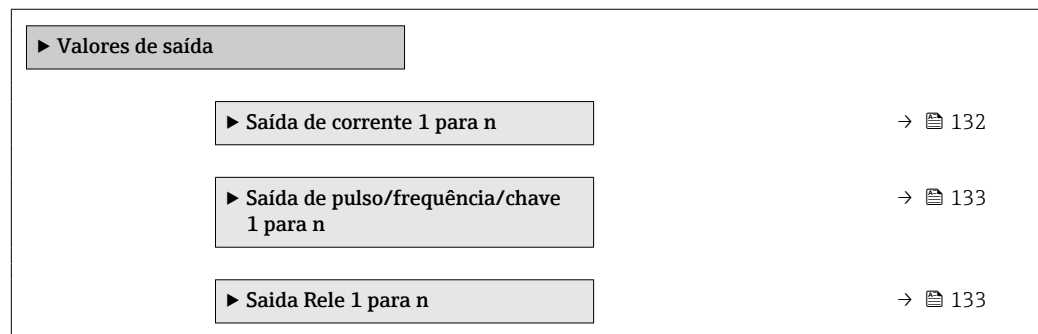 ▶ Valores de saída
▶ Saída de corrente 1 para n → 132
▶ Saída de pulso/frequência/chave → 133
1 para n
▶ Saida Rele 1 para n → 133